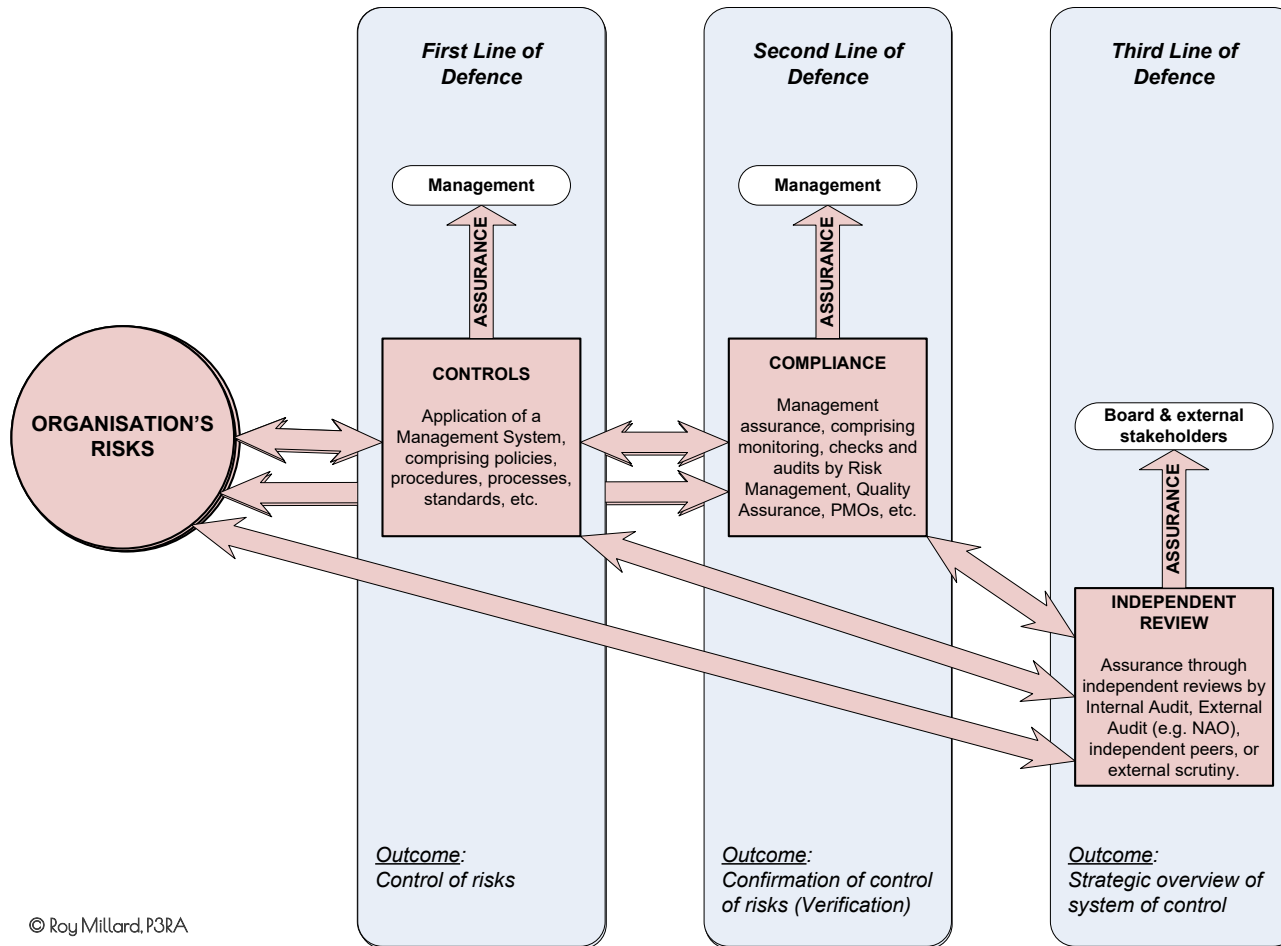 First Line of
Defence
Second Line of
Defence
Third Line of
Defence
Management
Management
ASSURANCE
ASSURANCE
ORGANISATION'S
RISKS
CONTROLS
Application of a
Management System,
comprising policies,
procedures, processes,
standards, etc.
COMPLIANCE
Management
assurance, comprising
monitoring, checks and
audits by Risk
Management, Quality
Assurance, PMOs, etc.
Board & external
stakeholders
ASSURANCE
INDEPENDENT
REVIEW
Assurance through
independent reviews by
Internal Audit, External
Audit (e.g. NAO),
independent peers, or
external scrutiny.
Outcome:
Control of risks
Outcome:
Confirmation of control
of risks (Verification)
Outcome:
Strategic overview of
system of control
© Roy Millard, P3RA